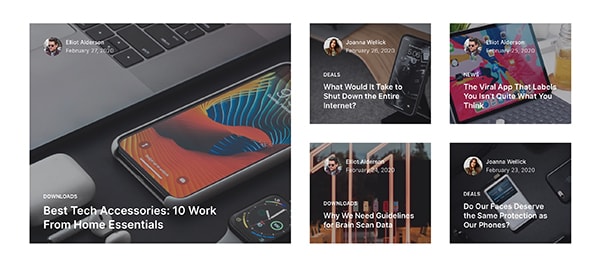 Elliot Alderson
February 27, 2020
DOWNLOADS
Best Tech Accessories: 10 Work
From Home Essentials
Joanna Wellick
February 26, 2020
DEALS
What Would It Take to
Shut Down the Entire
Internet?
Elliot Alderson
February 25, 2020
NEWS
The Viral App That Labels
You Isn't Quite What You
Think
Elliot Alderson
February 24, 2020
DOWNLOADS
Why We Need Guidelines
for Brain Scan Data
Joanna Wellick
February 23, 2020
DEALS
Do Our Faces Deserve
the Same Protection as
Our Phones?